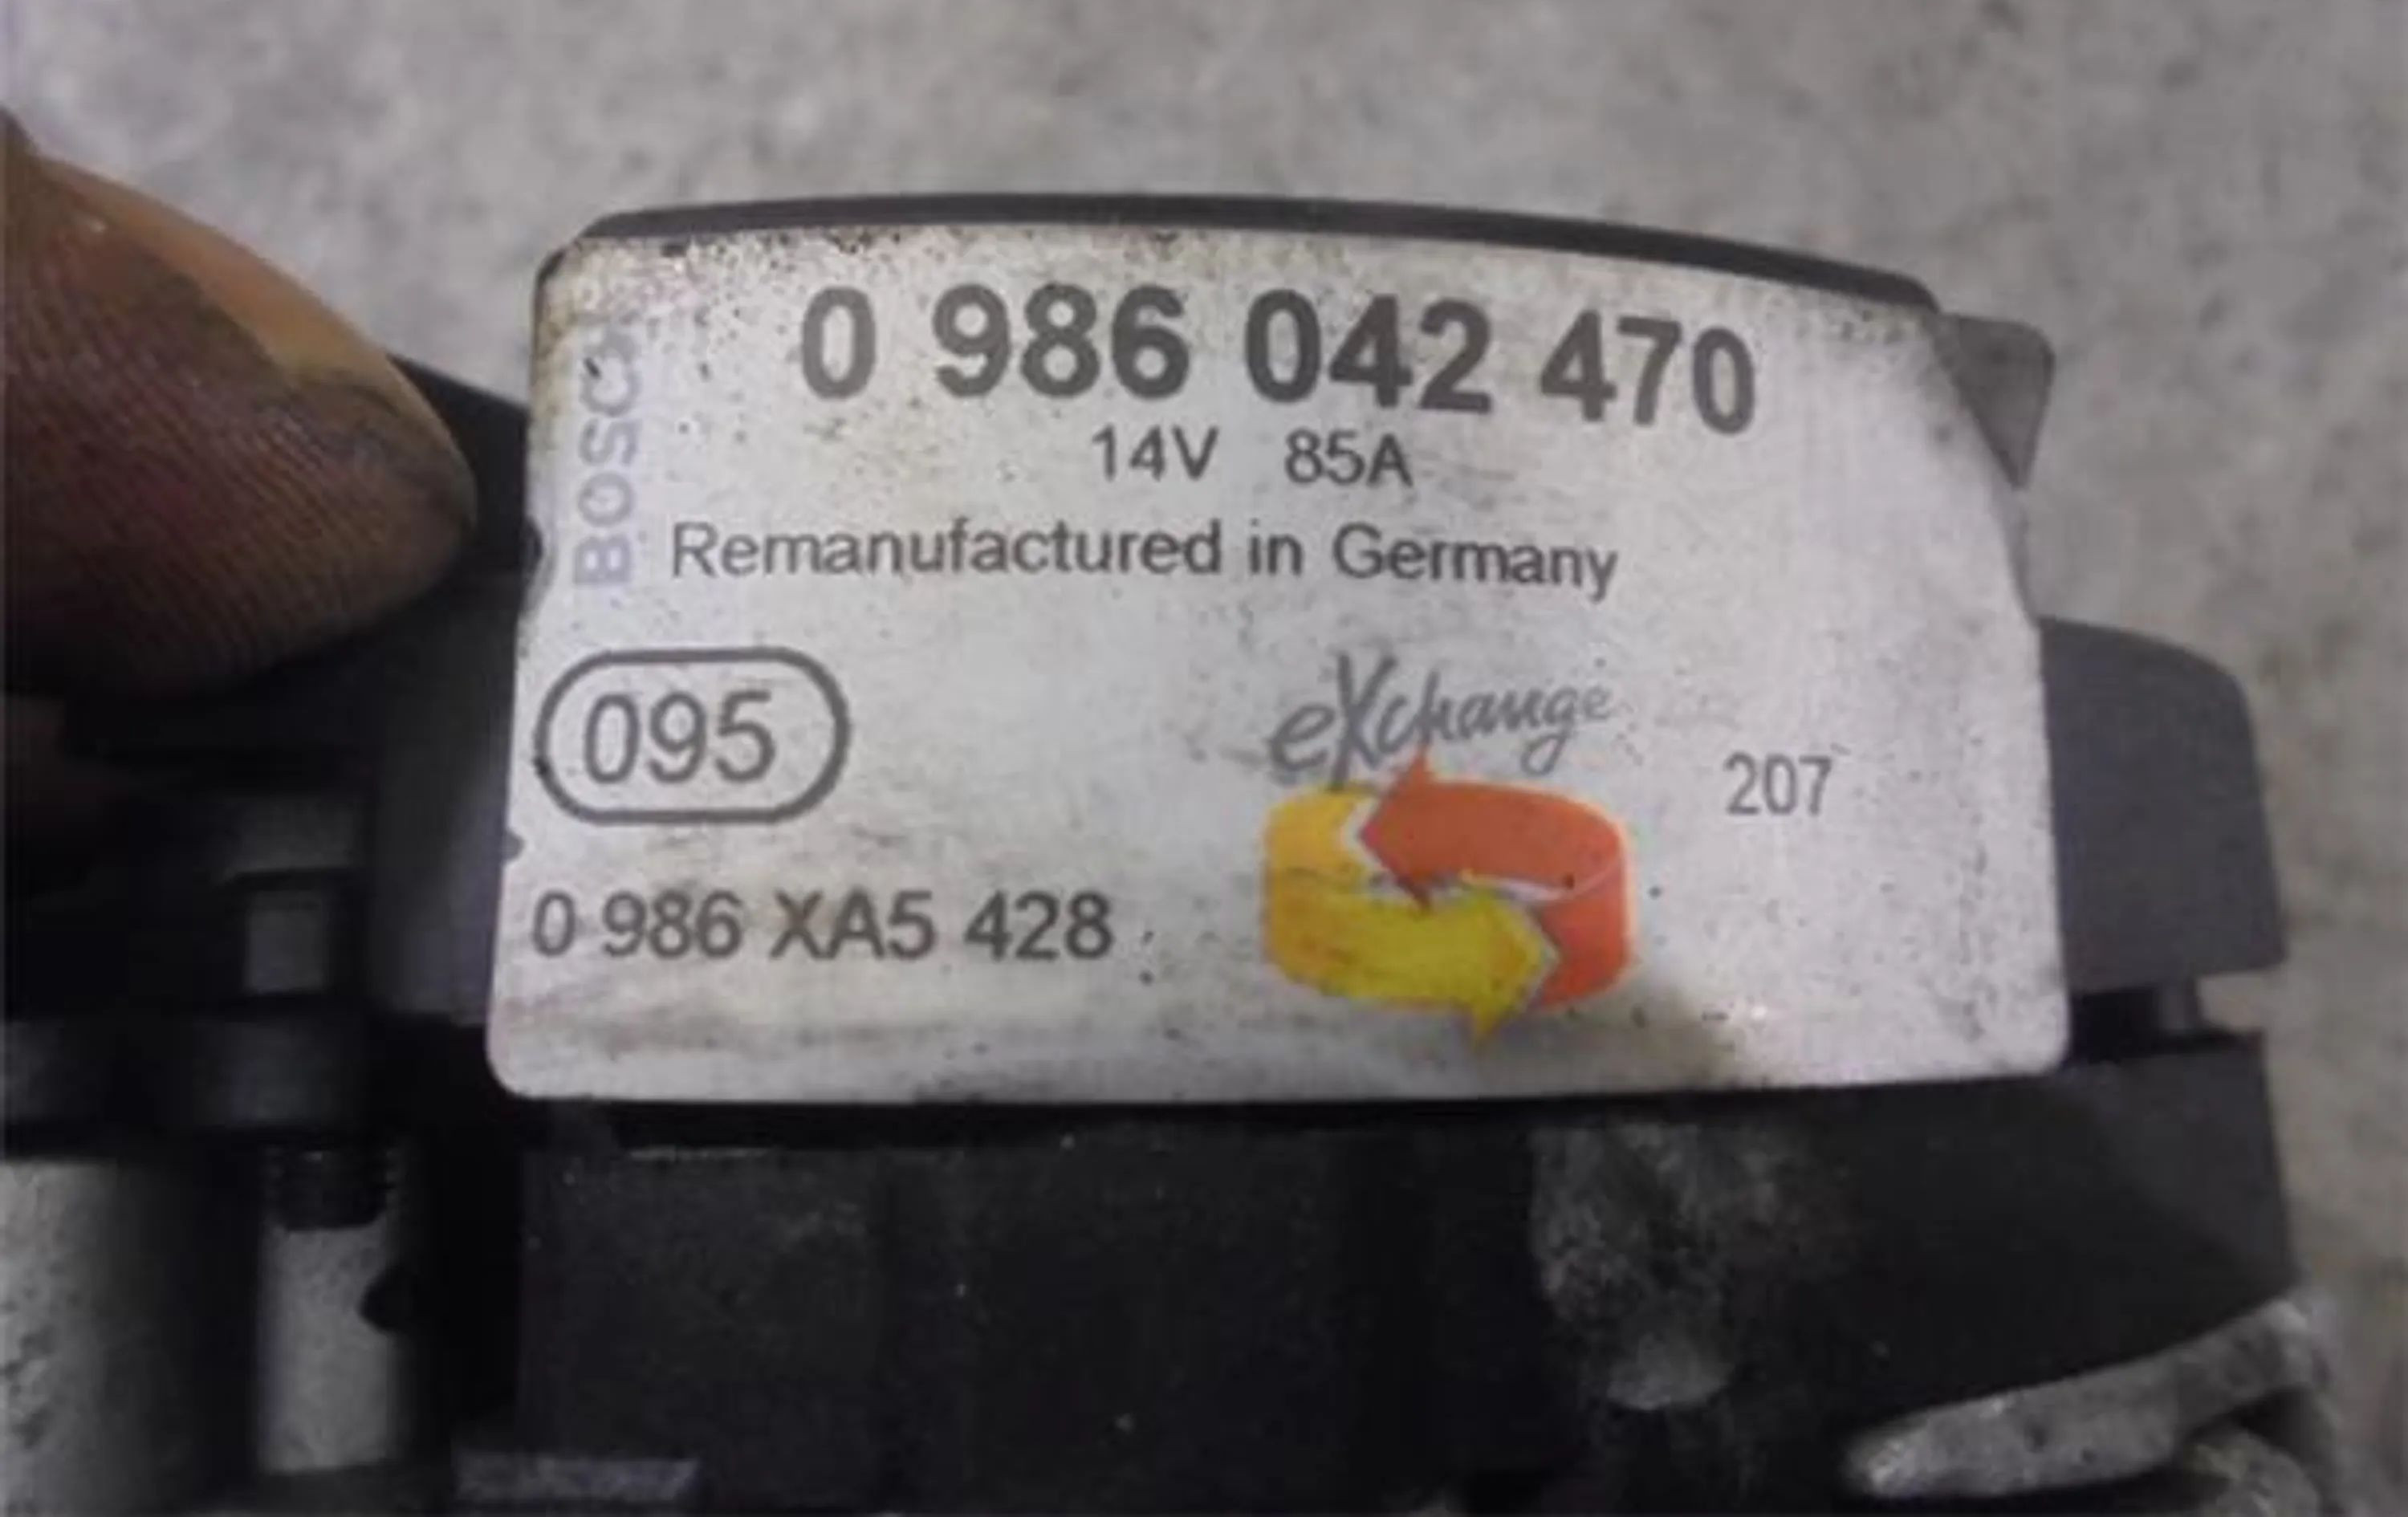 BOSCH
0 986 042 470
14V 85A
Remanufactured in Germany
095
eXchange
207
0 986 XA5 428